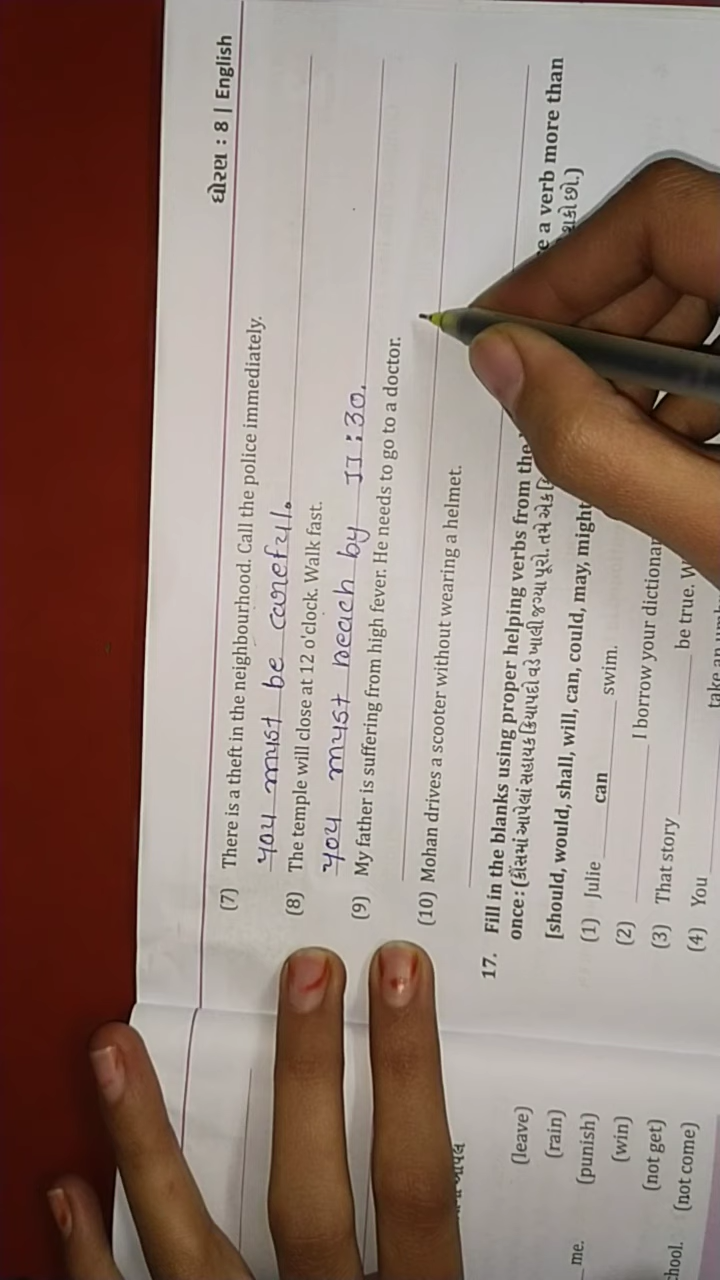 ધોરણ : 8 | English
(7) There is a theft in the neighbourhood. Call the police immediately.
You must be careful.
(8) The temple will close at 12 o'clock. Walk fast.
You must reach by 11:30.
(9) My father is suffering from high fever. He needs to go to a doctor.
(10) Mohan drives a scooter without wearing a helmet.
17. Fill in the blanks using proper helping verbs from the
e a verb more than
once : (કૌંસમાં આપેલાં સહાયક ક્રિયાપદો વડે ખાલી જગ્યા પૂરો. તમે એક
શકો છો.)
[should, would, shall, will, can, could, may, might
(1) Julie can swim.
(2) I borrow your dictionar
(3) That story be true. W
(4) You take an
(leave)
(rain)
me. (punish)
(win)
(not get)
hool. (not come)